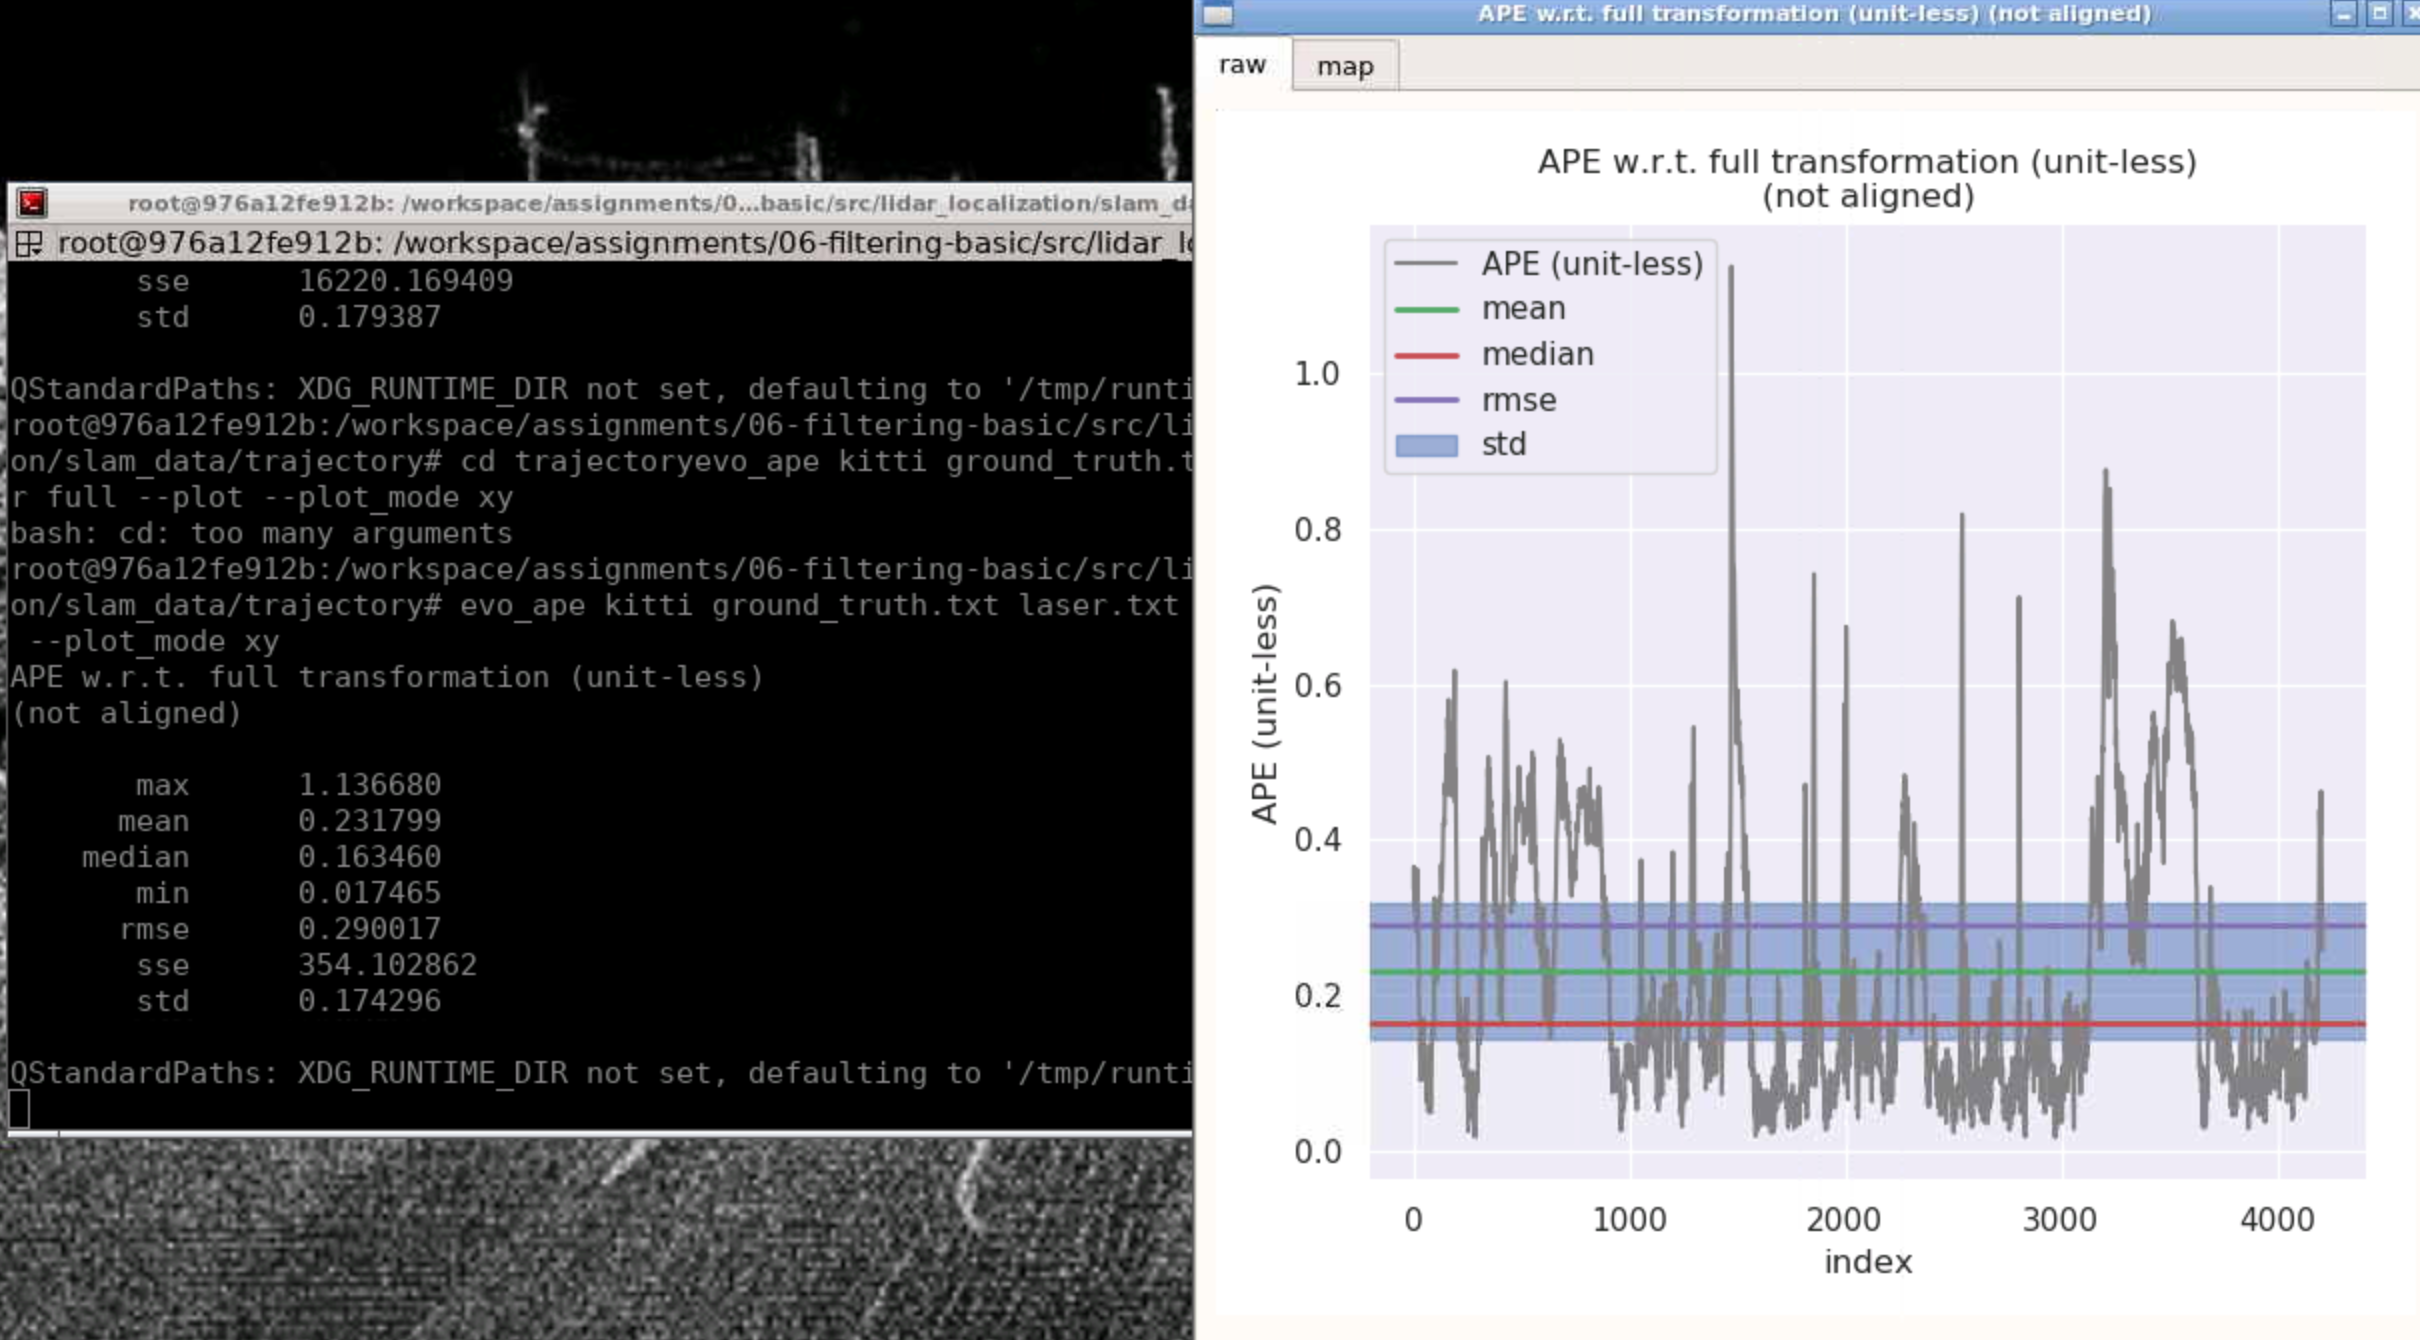 root@976a12fe912b: /workspace/assignments/0...basic/src/lidar_localization/slam_da
root@976a12fe912b: /workspace/assignments/06-filtering-basic/src/lidar_lo
sse 16220.169409
std 0.179387
QStandardPaths: XDG_RUNTIME_DIR not set, defaulting to '/tmp/runti
root@976a12fe912b:/workspace/assignments/06-filtering-basic/src/li
on/slam_data/trajectory# cd trajectoryevo_ape kitti ground_truth.t
r full --plot --plot_mode xy
bash: cd: too many arguments
root@976a12fe912b:/workspace/assignments/06-filtering-basic/src/li
on/slam_data/trajectory# evo_ape kitti ground_truth.txt laser.txt
--plot_mode xy
APE w.r.t. full transformation (unit-less)
(not aligned)
max 1.136680
mean 0.231799
median 0.163460
min 0.017465
rmse 0.290017
sse 354.102862
std 0.174296
QStandardPaths: XDG_RUNTIME_DIR not set, defaulting to '/tmp/runti
APE w.r.t. full transformation (unit-less) (not aligned)
raw map
APE w.r.t. full transformation (unit-less)
(not aligned)
APE (unit-less)
mean
median
rmse
std
1.0
0.8
0.6
0.4
0.2
0.0
APE (unit-less)
0 1000 2000 3000 4000
index